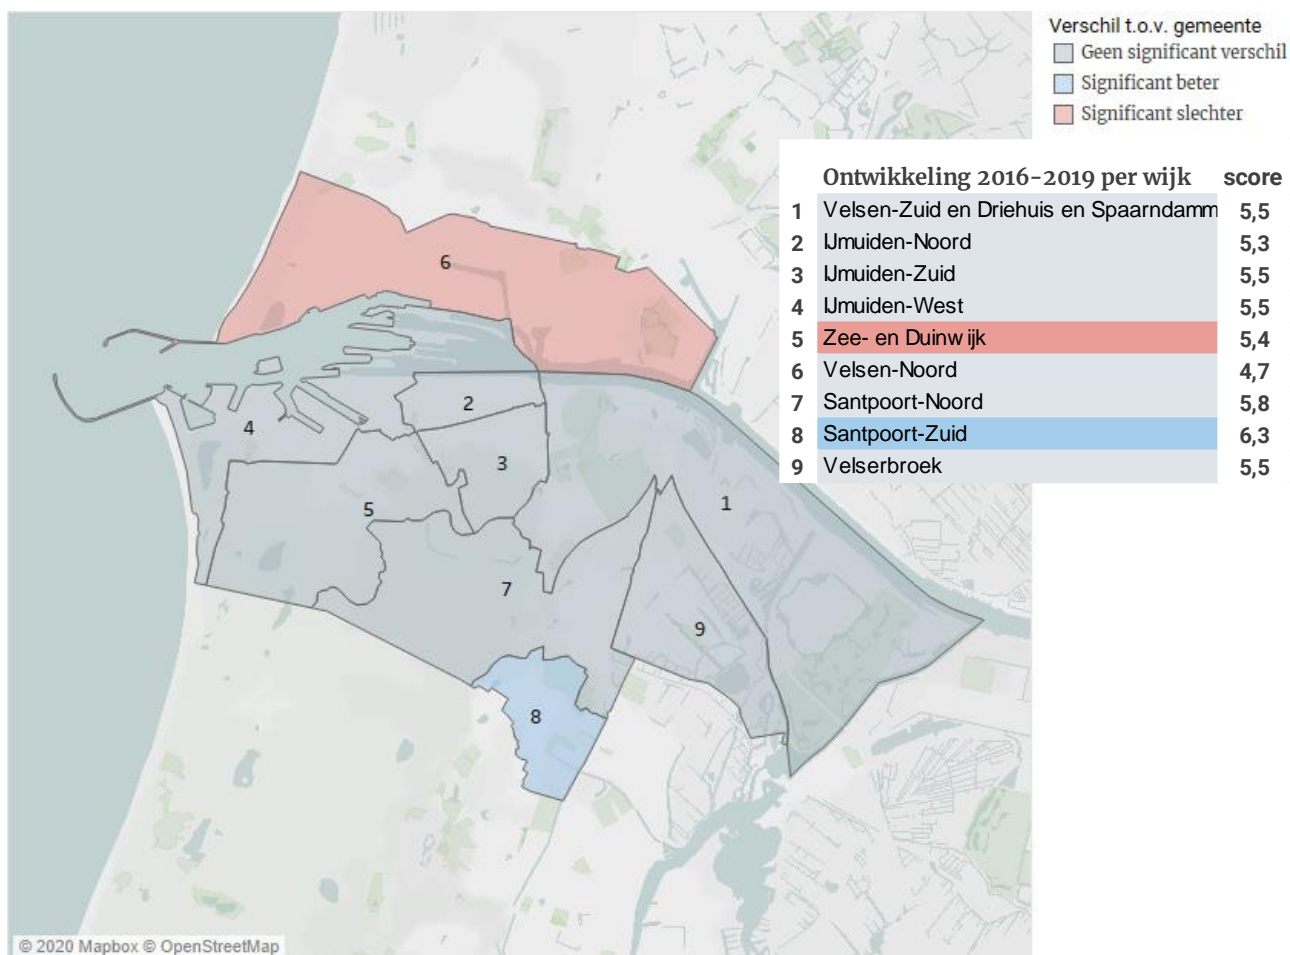 Verschil t.o.v. gemeente
Geen significant verschil
Significant beter
Significant slechter
Ontwikkeling 2016-2019 per wijk score
1 Velsen-Zuid en Driehuis en Spaarndamm 5,5
2 IJmuiden-Noord 5,3
3 IJmuiden-Zuid 5,5
4 IJmuiden-West 5,5
5 Zee- en Duinwijk 5,4
6 Velsen-Noord 4,7
7 Santpoort-Noord 5,8
8 Santpoort-Zuid 6,3
9 Velserbroek 5,5
6
2
4
3
1
5
7
9
8
© 2020 Mapbox © OpenStreetMap